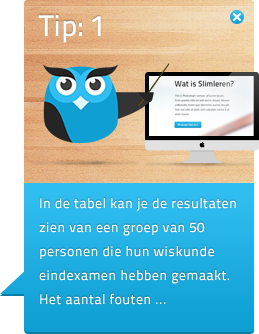 Tip: 1
Wat is Slimleren?
In de tabel kan je de resultaten
zien van een groep van 50
personen die hun wiskunde
eindexamen hebben gemaakt.
Het aantal fouten ...